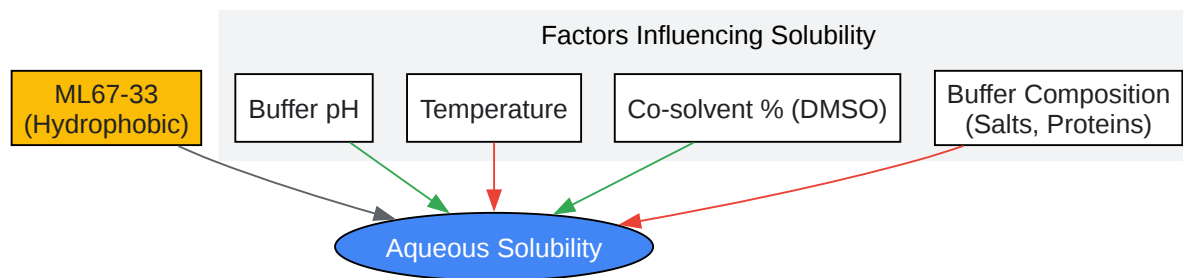 Factors Influencing Solubility
ML67-33
(Hydrophobic)
Buffer pH
Temperature
Co-solvent % (DMSO)
Buffer Composition
(Salts, Proteins)
Aqueous Solubility